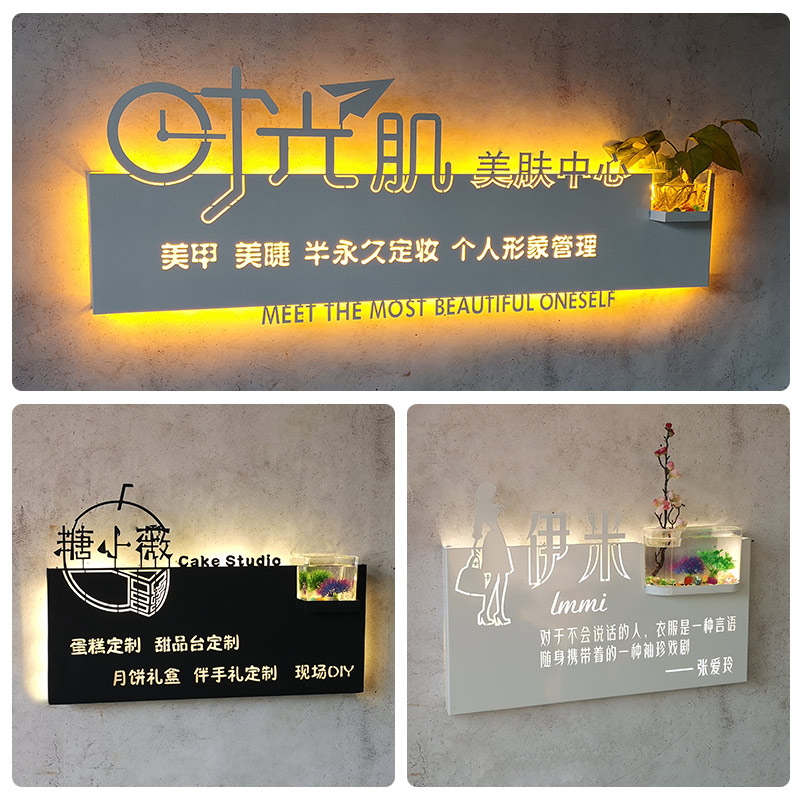 时光肌 美肤中心
美甲 美睫 半永久定妆 个人形象管理
MEET THE MOST BEAUTIFUL ONESELF
糖小薇 Cake Studio
蛋糕定制 甜品台定制
月饼礼盒 伴手礼定制 现场DIY
伊米
Immi
对于不会说话的人，衣服是一种言语
随身携带着的一种袖珍戏剧
——张爱玲